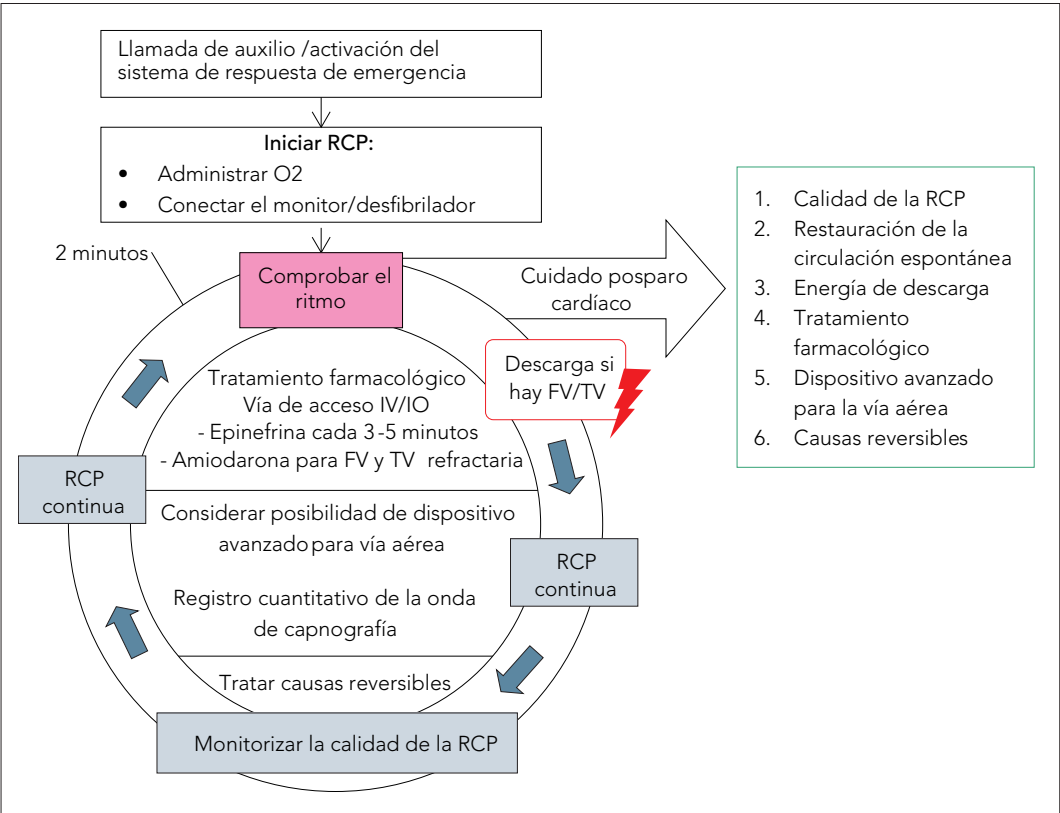 Llamada de auxilio /activación del
sistema de respuesta de emergencia
Iniciar RCP:
• Administrar O2
• Conectar el monitor/desfibrilador
2 minutos
Comprobar el
ritmo
Cuidado posparo
cardíaco
1. Calidad de la RCP
2. Restauración de la
circulación espontánea
3. Energía de descarga
4. Tratamiento
farmacológico
5. Dispositivo avanzado
para la vía aérea
6. Causas reversibles
Descarga si
hay FV/TV
Tratamiento farmacológico
Vía de acceso IV/IO
- Epinefrina cada 3-5 minutos
- Amiodarona para FV y TV refractaria
RCP
continua
Considerar posibilidad de dispositivo
avanzado para vía aérea
RCP
continua
Registro cuantitativo de la onda
de capnografía
Tratar causas reversibles
Monitorizar la calidad de la RCP